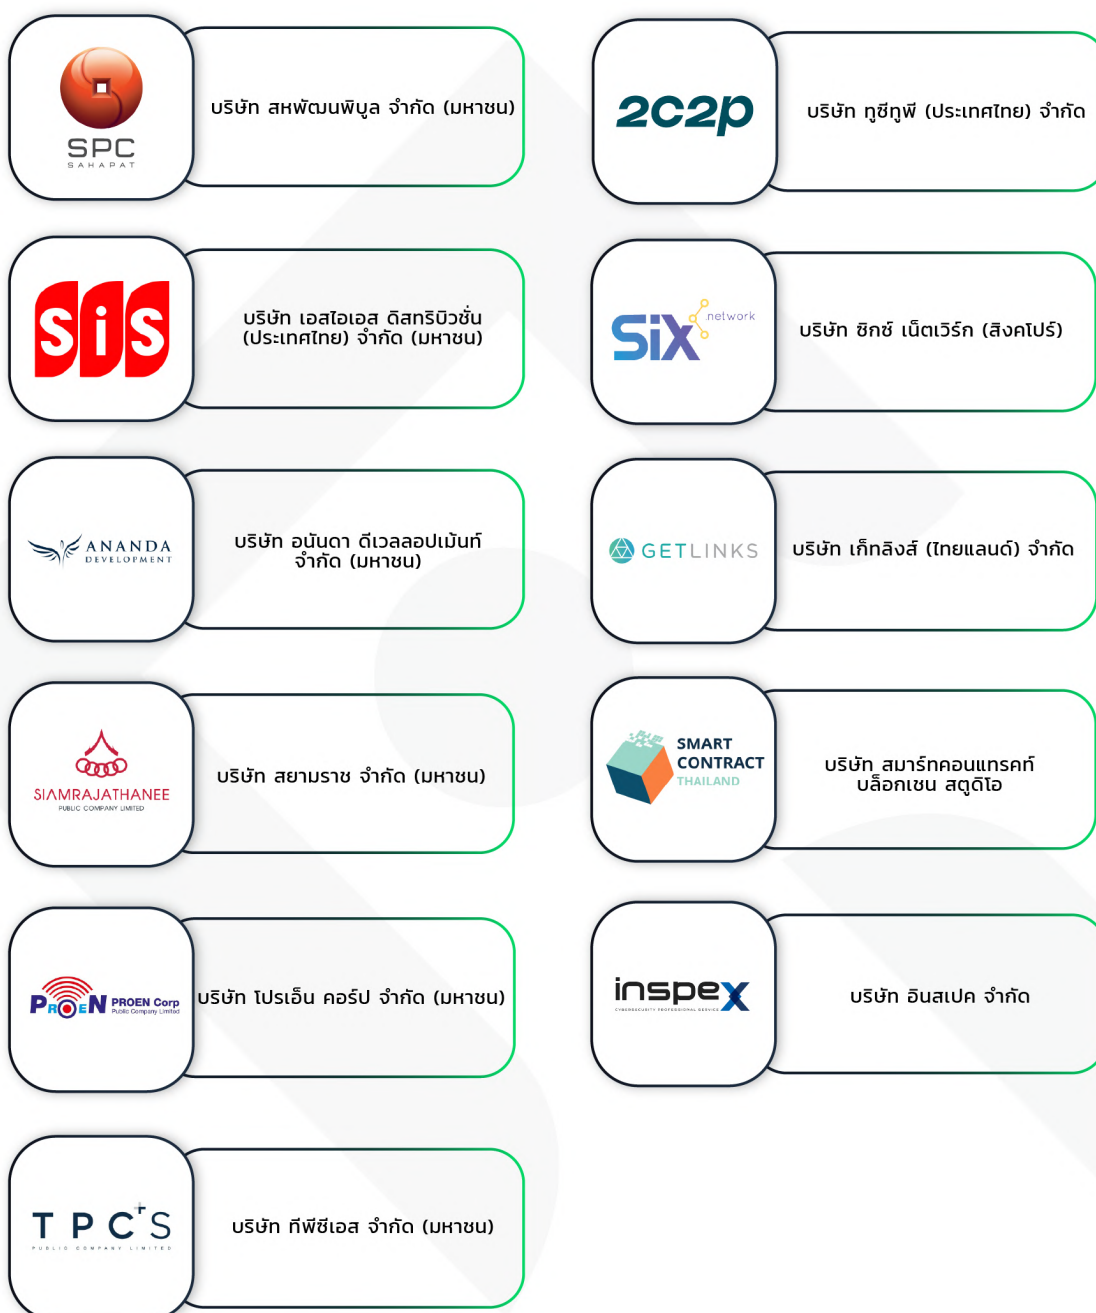 SPC
SAHAPAT
บริษัท สหพัฒนพิบูล จำกัด (มหาชน)
2c2p
บริษัท ทูซีทูพี (ประเทศไทย) จำกัด
SiS
บริษัท เอสไอเอส ดิสทริบิวชั่น
(ประเทศไทย) จำกัด (มหาชน)
SiX.network
บริษัท ซิกซ์ เน็ตเวิร์ก (สิงคโปร์)
ANANDA
DEVELOPMENT
บริษัท อนันดา ดีเวลลอปเม้นท์
จำกัด (มหาชน)
GETLINKS
บริษัท เก็ทลิงส์ (ไทยแลนด์) จำกัด
SIAMRAJATHANEE
PUBLIC COMPANY LIMITED
บริษัท สยามราช จำกัด (มหาชน)
SMART
CONTRACT
THAILAND
บริษัท สมาร์ทคอนแทรคท์
บล็อกเชน สตูดิโอ
PROEN PROEN Corp
Public Company Limited
บริษัท โปรเอ็น คอร์ป จำกัด (มหาชน)
inspex
CYBERSECURITY PROFESSIONAL SERVICE
บริษัท อินสเปค จำกัด
TPC+S
PUBLIC COMPANY LIMITED
บริษัท ทีพีซีเอส จำกัด (มหาชน)